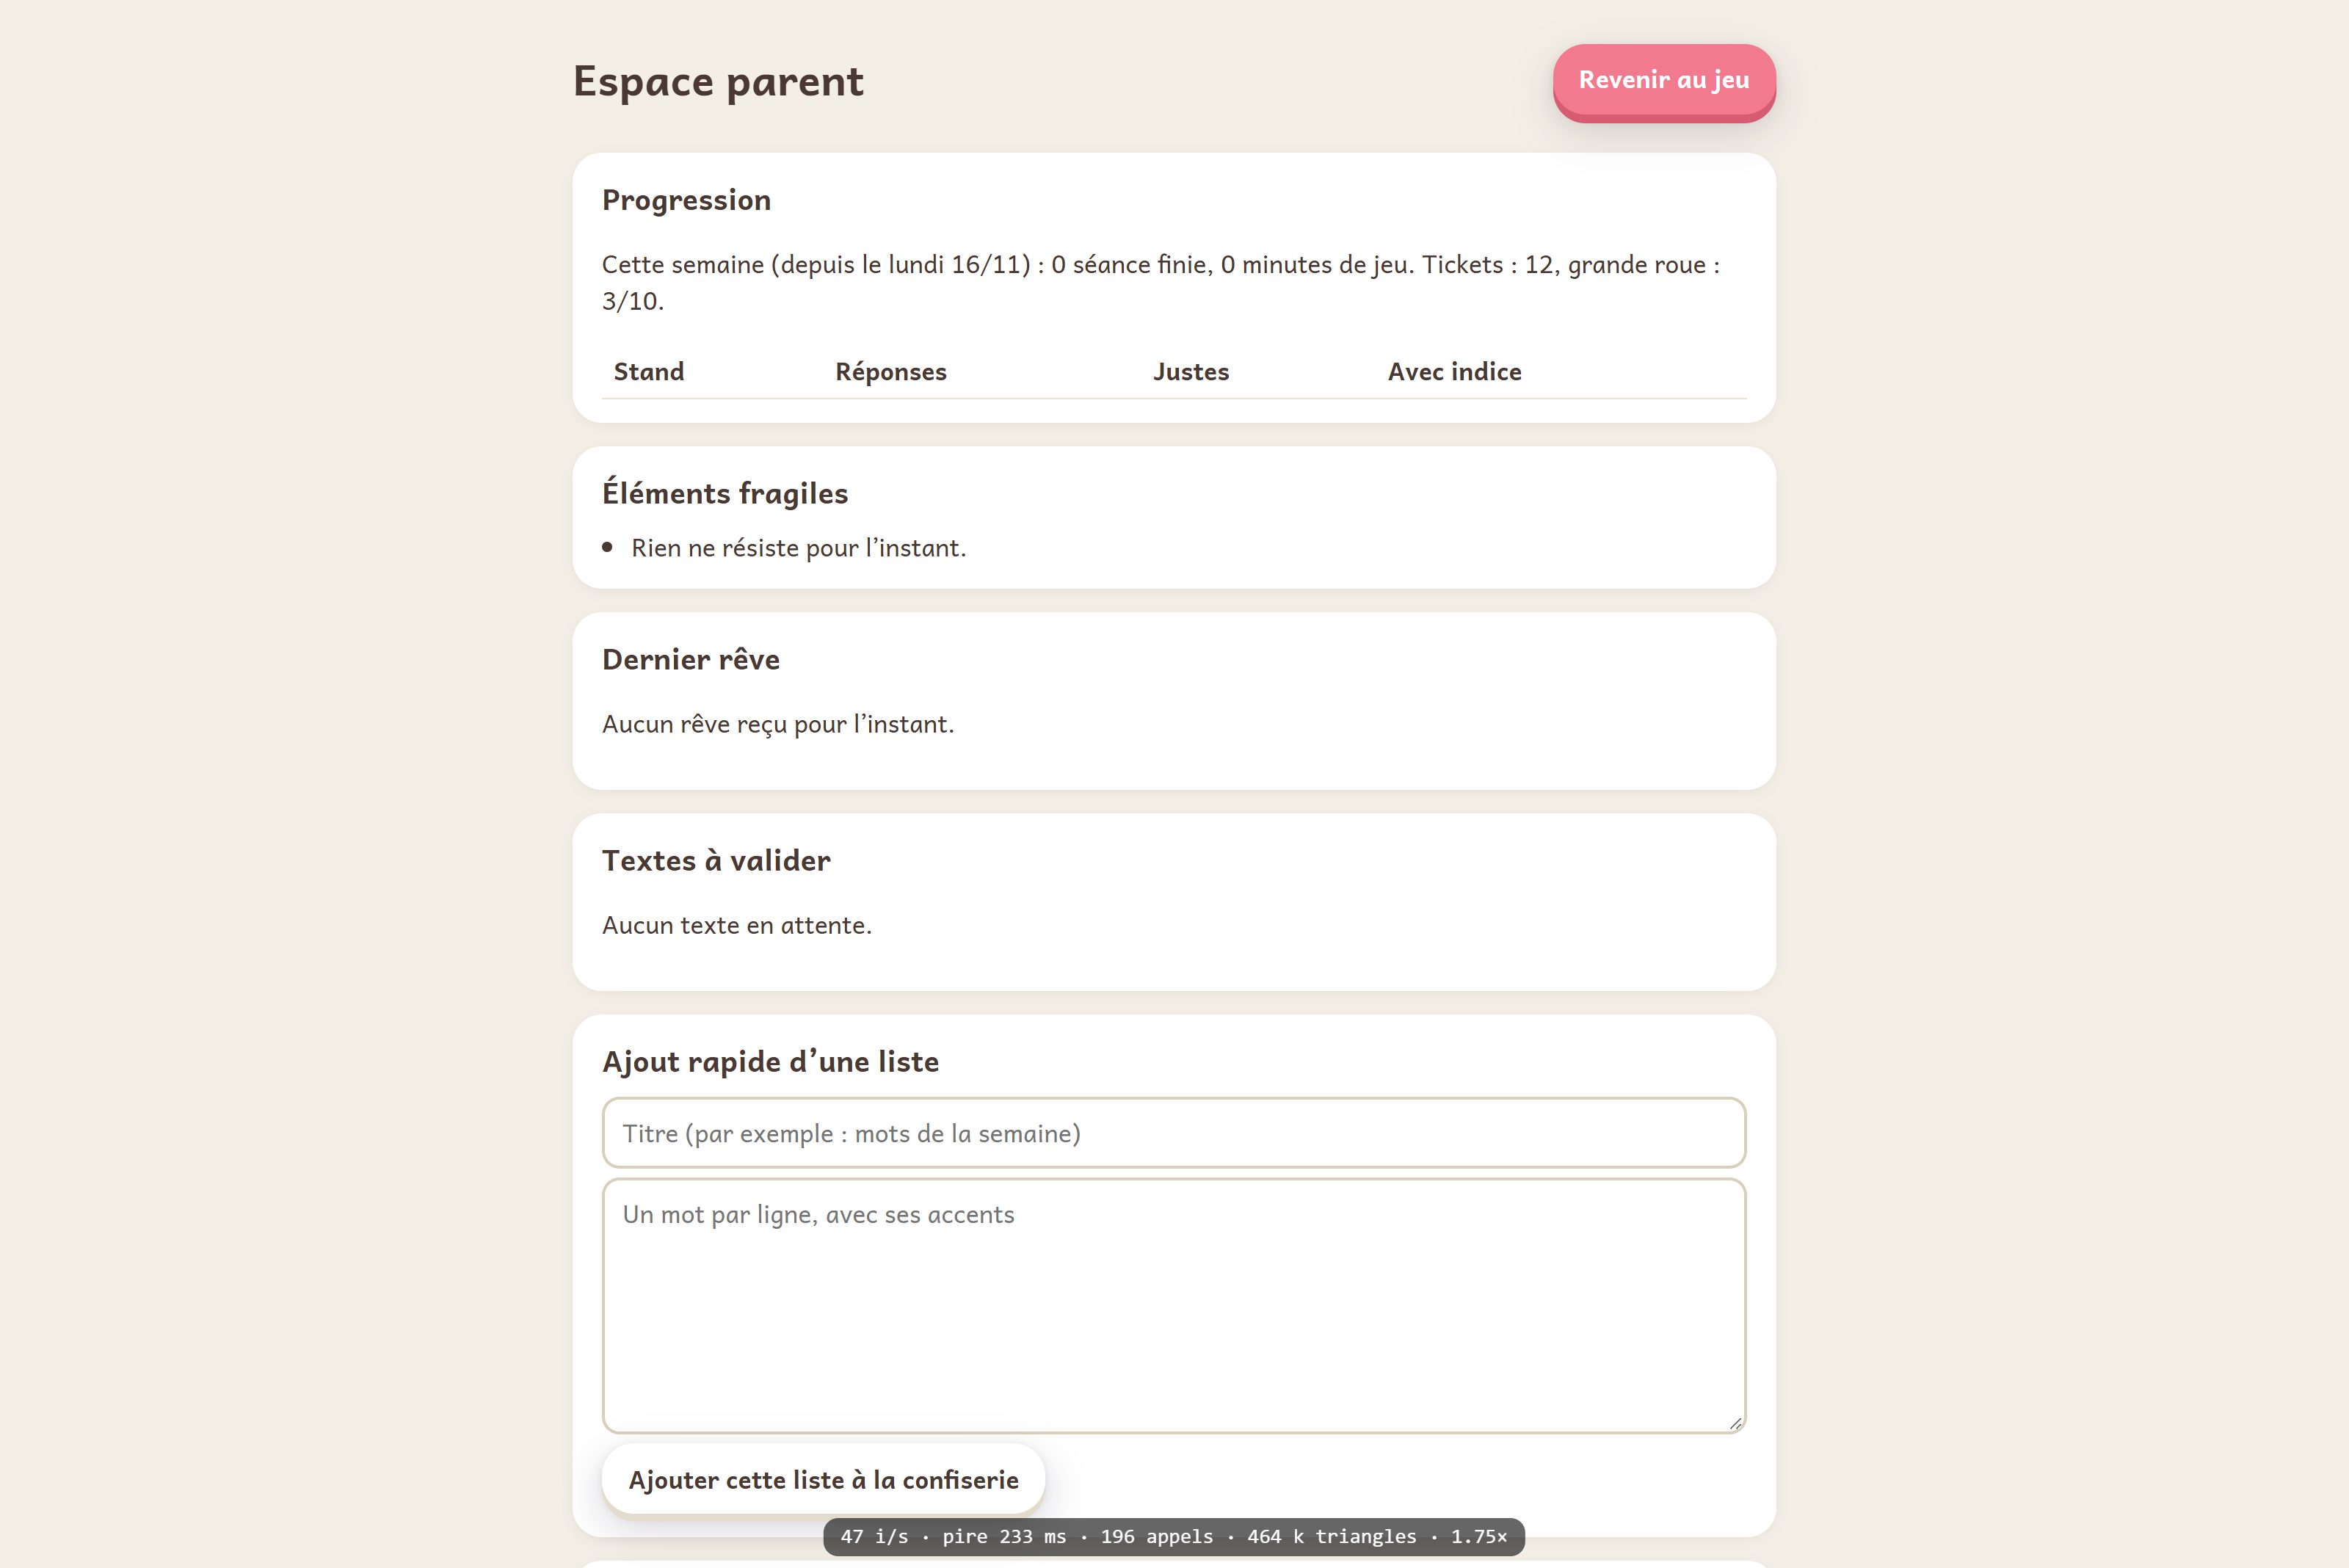 Espace parent
Revenir au jeu
Progression
Cette semaine (depuis le lundi 16/11) : 0 séance finie, 0 minutes de jeu. Tickets : 12, grande roue :
3/10.
Stand Réponses Justes Avec indice
Éléments fragiles
• Rien ne résiste pour l’instant.
Dernier rêve
Aucun rêve reçu pour l’instant.
Textes à valider
Aucun texte en attente.
Ajout rapide d’une liste
Titre (par exemple : mots de la semaine)
Un mot par ligne, avec ses accents
Ajouter cette liste à la confiserie
47 i/s · pire 233 ms · 196 appels · 464 k triangles · 1.75×